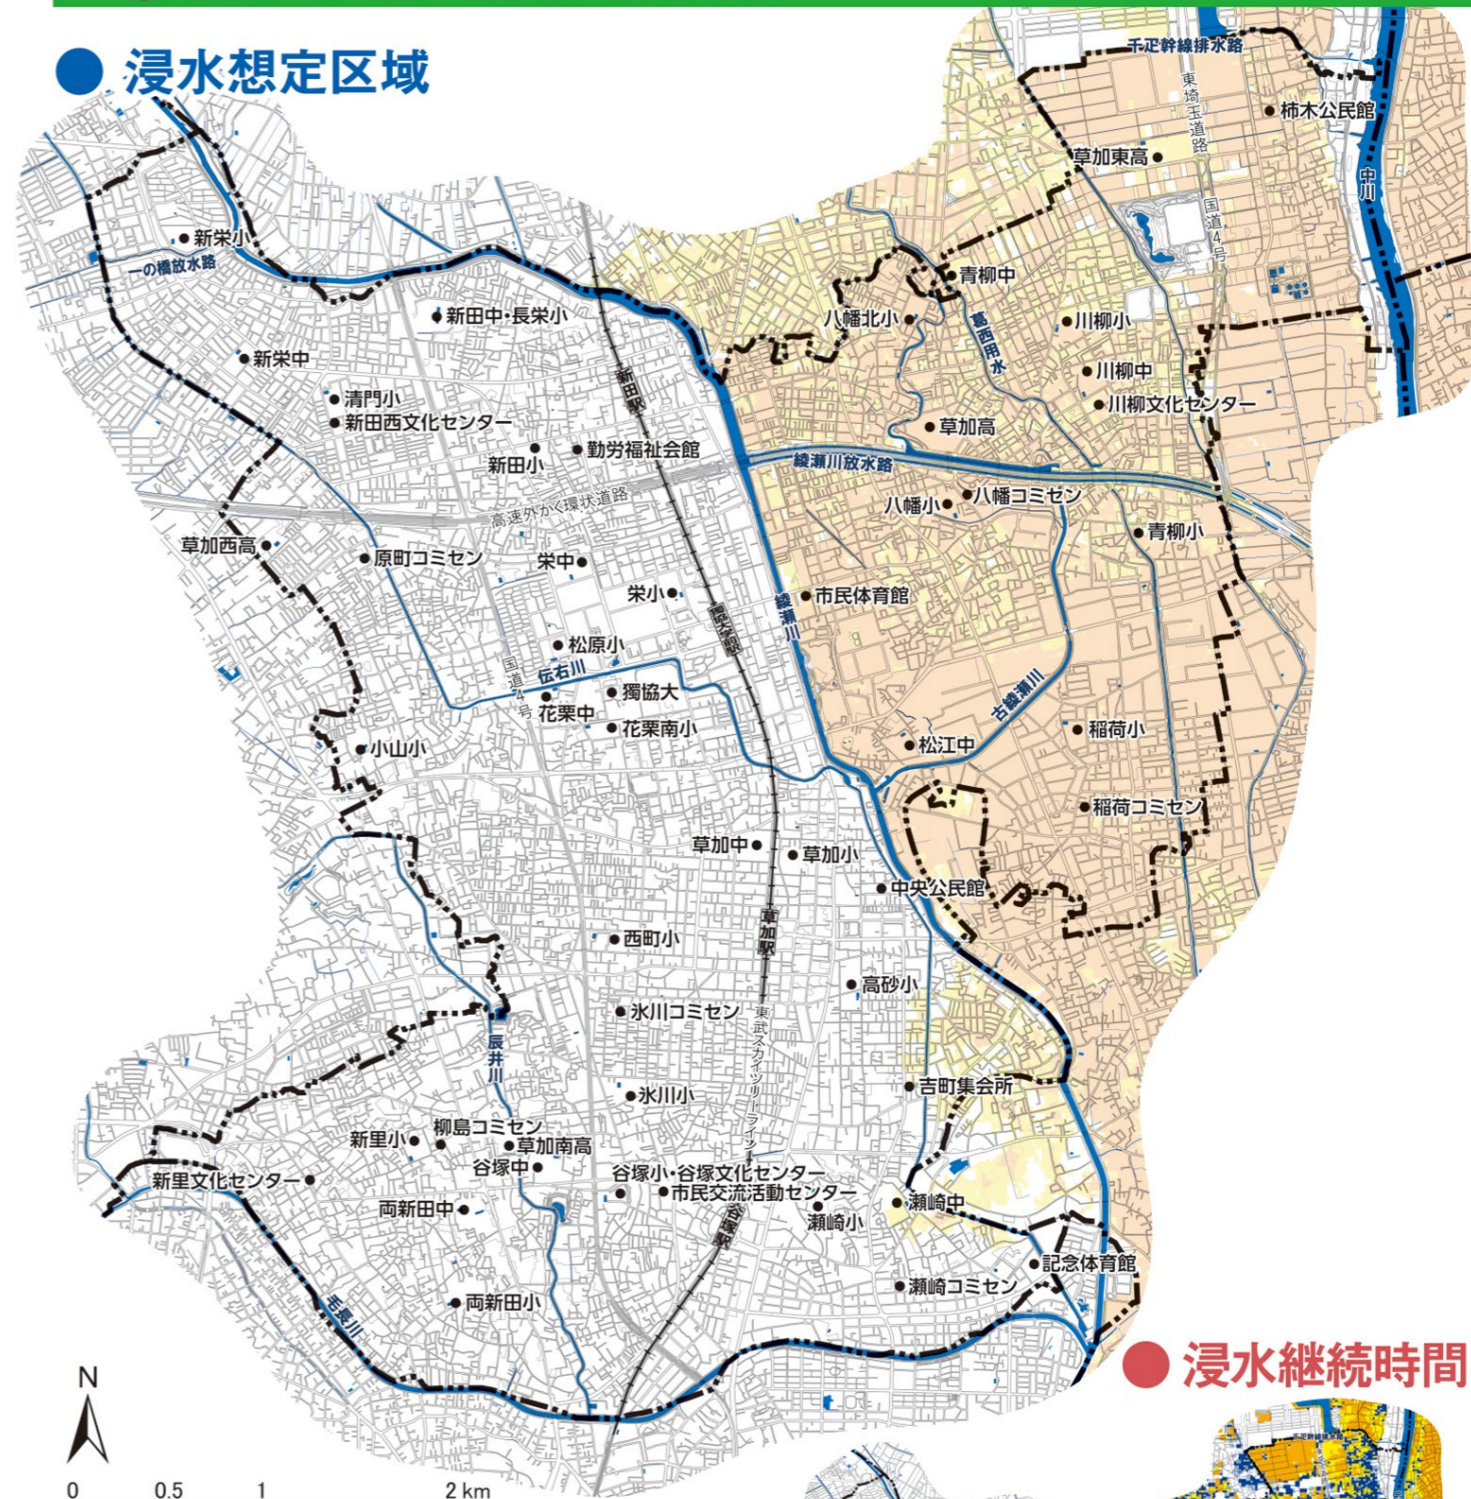 浸水想定区域
千疋幹線排水路
東埼玉道路
柿木公民館
草加東高
中川
国道4号
新栄小
一の橋放水路
青柳中
新田中・長栄小
八幡北小
葛西用水
川柳小
新栄中
川柳中
新田駅
清門小
川柳文化センター
新田西文化センター
草加高
勤労福祉会館
新田小
綾瀬川放水路
高速外かく環状道路
八幡コミセン
八幡小
草加西高
原町コミセン
栄中
青柳小
栄小
綾瀬川
市民体育館
獨協大学前駅
松原小
国道4号
伝右川
獨協大
花栗中
古綾瀬川
花栗南小
稲荷小
小山小
松江中
稲荷コミセン
草加中
草加小
中央公民館
草加駅
西町小
高砂小
氷川コミセン
東武スカイツリーライン
辰井川
吉町集会所
氷川小
柳島コミセン
新里小
草加南高
谷塚中
谷塚小・谷塚文化センター
新里文化センター
市民交流活動センター
両新田中
瀬崎小
瀬崎中
谷塚駅
記念体育館
瀬崎コミセン
両新田小
毛長川
浸水継続時間
N
0 0.5 1 2 km
千疋幹線排水路